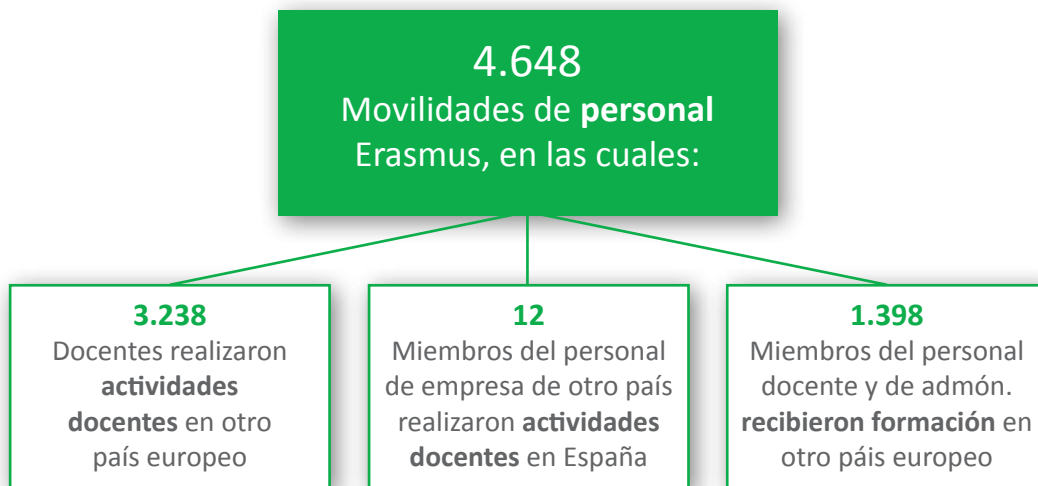 4.648
Movilidades de personal
Erasmus, en las cuales:
3.238
Docentes realizaron
actividades
docentes en otro
país europeo
12
Miembros del personal
de empresa de otro país
realizaron actividades
docentes en España
1.398
Miembros del personal
docente y de admón.
recibieron formación en
otro páis europeo